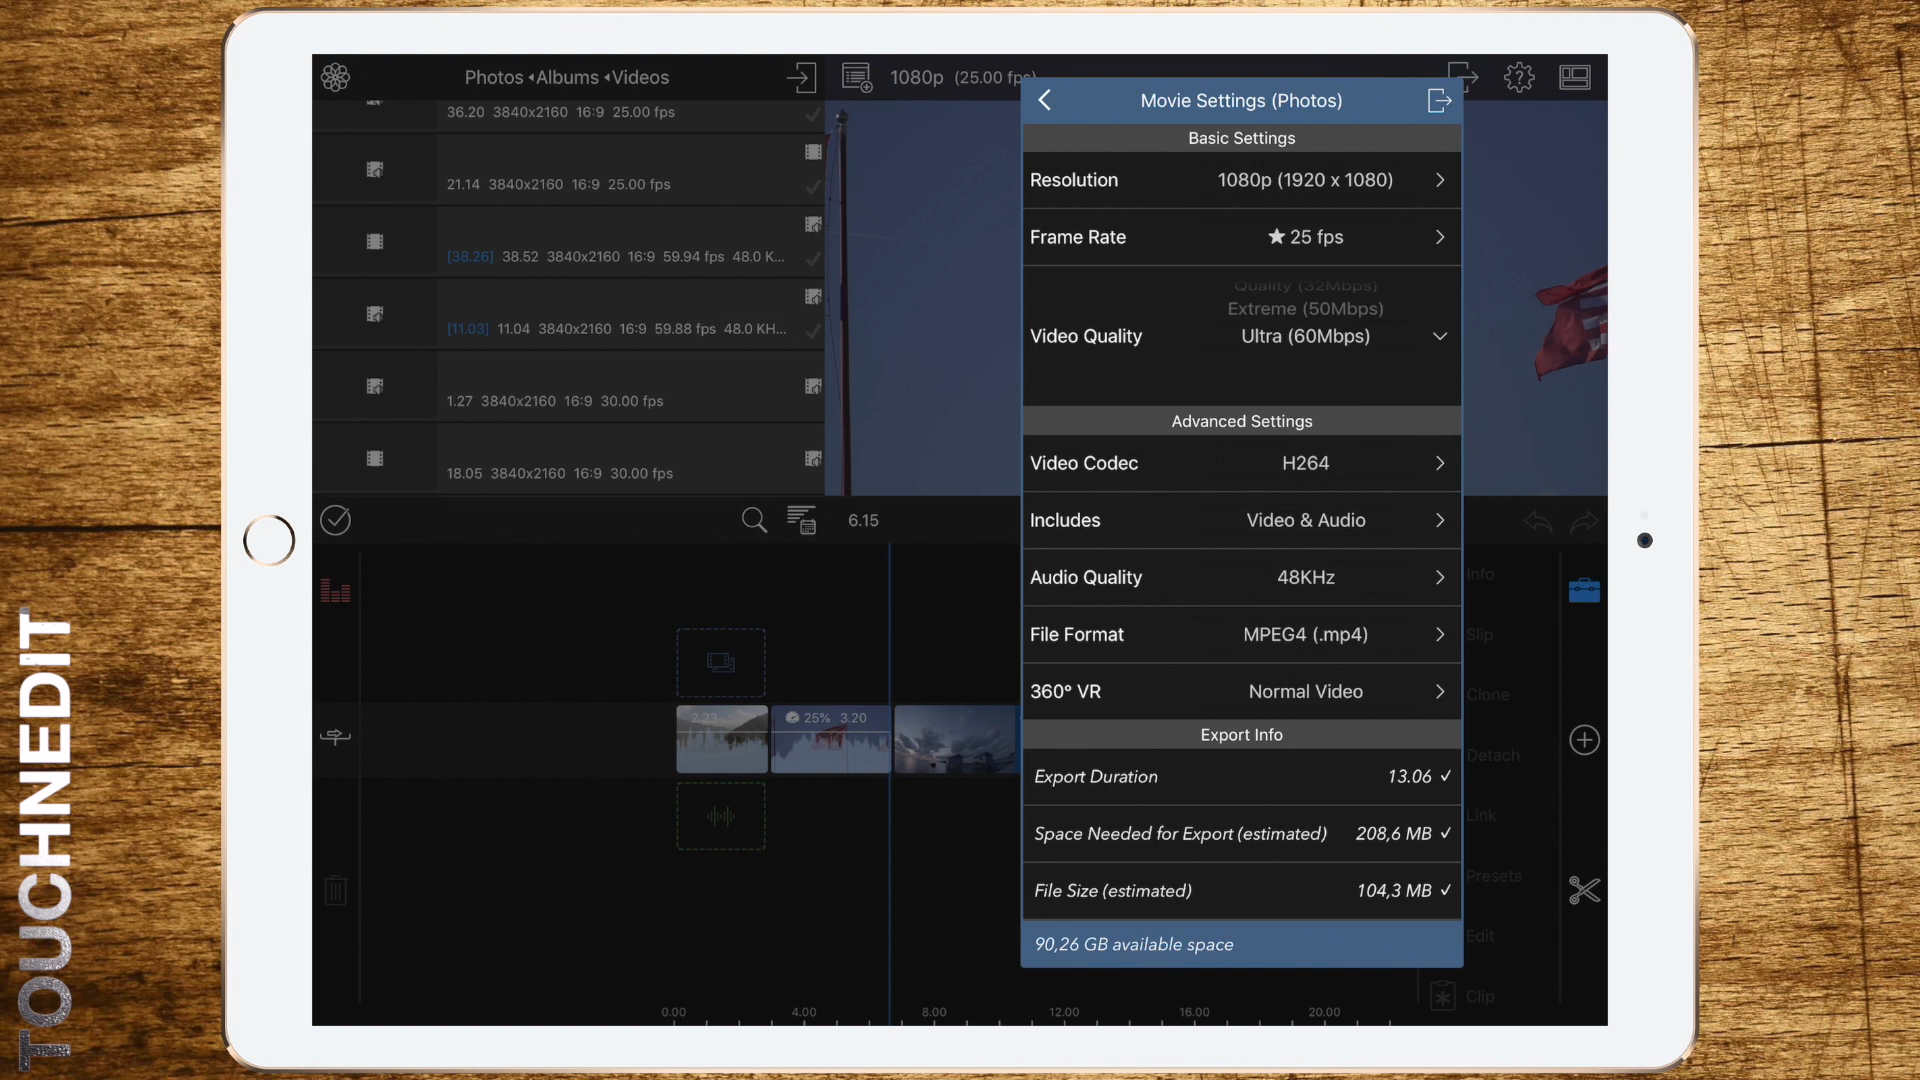 Photos ◂Albums ◂Videos
1080p (25.00 fps)
36.20 3840x2160 16:9 25.00 fps
21.14 3840x2160 16:9 25.00 fps
[38.26] 38.52 3840x2160 16:9 59.94 fps 48.0 K...
[11.03] 11.04 3840x2160 16:9 59.88 fps 48.0 KH...
1.27 3840x2160 16:9 30.00 fps
18.05 3840x2160 16:9 30.00 fps
6.15
2.23
25% 3.20
0.00 4.00 8.00 12.00 16.00 20.00
Movie Settings (Photos)
Basic Settings
Resolution 1080p (1920 x 1080)
Frame Rate ★ 25 fps
Quality (32Mbps)
Extreme (50Mbps)
Video Quality Ultra (60Mbps)
Advanced Settings
Video Codec H264
Includes Video & Audio
Audio Quality 48KHz
File Format MPEG4 (.mp4)
360° VR Normal Video
Export Info
Export Duration 13.06 ✓
Space Needed for Export (estimated) 208,6 MB ✓
File Size (estimated) 104,3 MB ✓
90,26 GB available space
Info
Slip
Clone
Detach
Link
Presets
Edit
Clip
TOUCHNEDIT